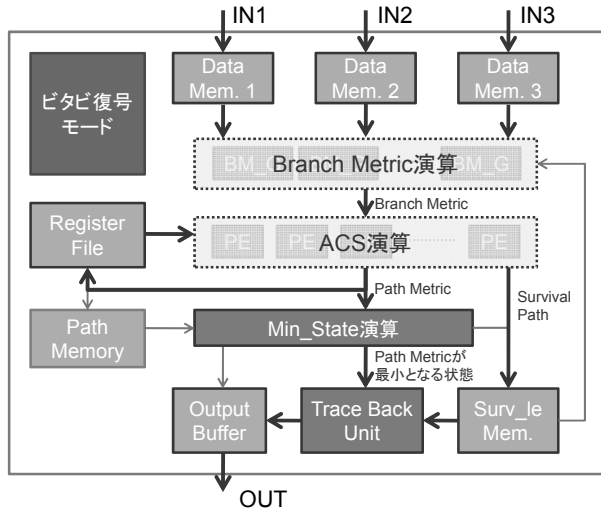 IN1
IN2
IN3
ビタビ復号
モード
Data
Mem. 1
Data
Mem. 2
Data
Mem. 3
BM_G
Branch Metric演算
Branch Metric
Register
File
PE
PE
ACS演算
PE
Path Metric
Survival
Path
Path
Memory
Min_State演算
Path Metricが
最小となる状態
Output
Buffer
Trace Back
Unit
Surv_le
Mem.
OUT